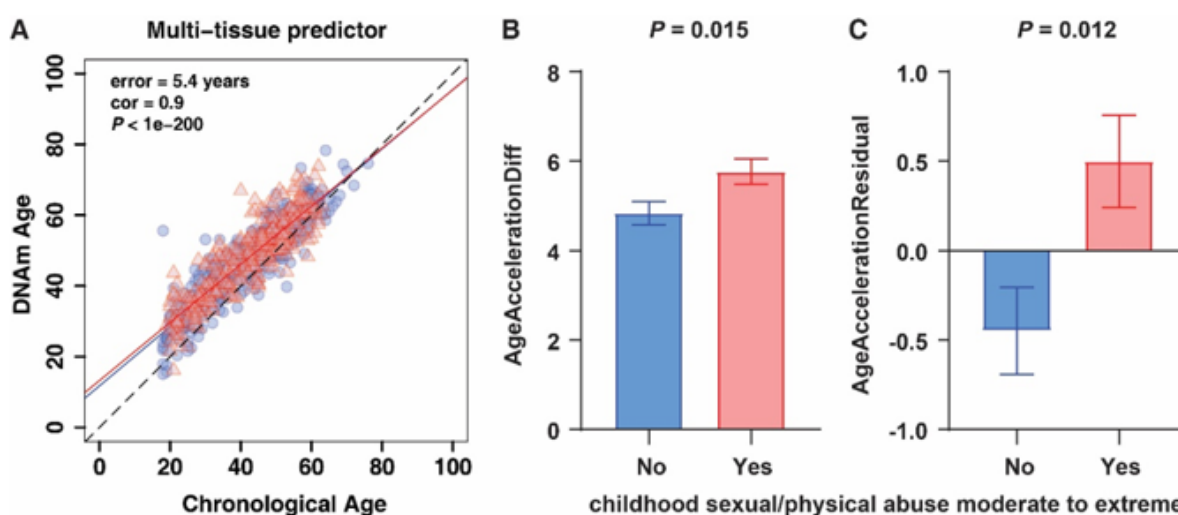 A
Multi-tissue predictor
error = 5.4 years
cor = 0.9
P < 1e-200
DNAm Age
100
80
60
40
20
0
0 20 40 60 80 100
Chronological Age
B
P = 0.015
AgeAccelerationDiff
8
6
4
2
0
No Yes
C
P = 0.012
AgeAccelerationResidual
1.0
0.5
0.0
-0.5
-1.0
No Yes
childhood sexual/physical abuse moderate to extreme